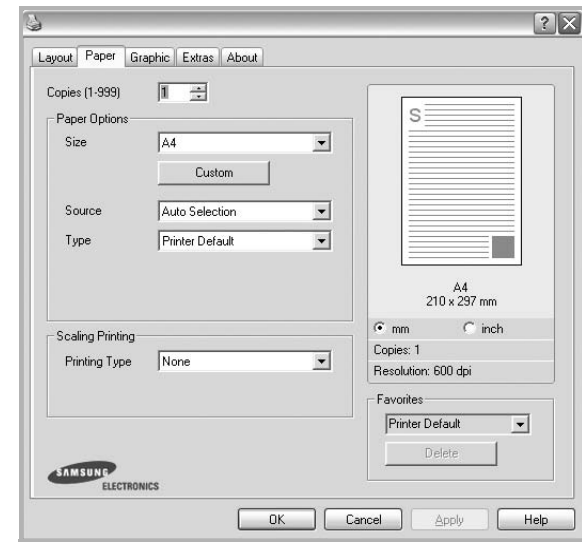 Layout Paper Graphic Extras About
Copies (1-999) 1
Paper Options
Size A4
Custom
Source Auto Selection
Type Printer Default
Scaling Printing
Printing Type None
SAMSUNG
ELECTRONICS
S
A4
210 x 297 mm
mm inch
Copies: 1
Resolution: 600 dpi
Favorites
Printer Default
Delete
OK Cancel Apply Help